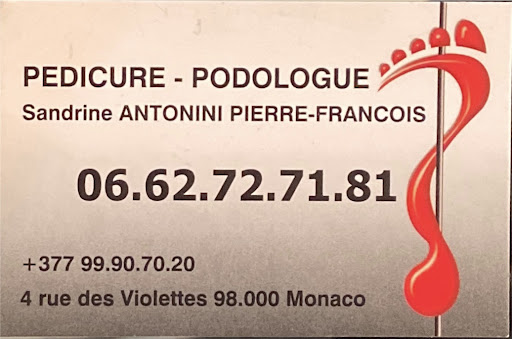 PEDICURE - PODOLOGUE
Sandrine ANTONINI PIERRE-FRANCOIS
06.62.72.71.81
+377 99.90.70.20
4 rue des Violettes 98.000 Monaco